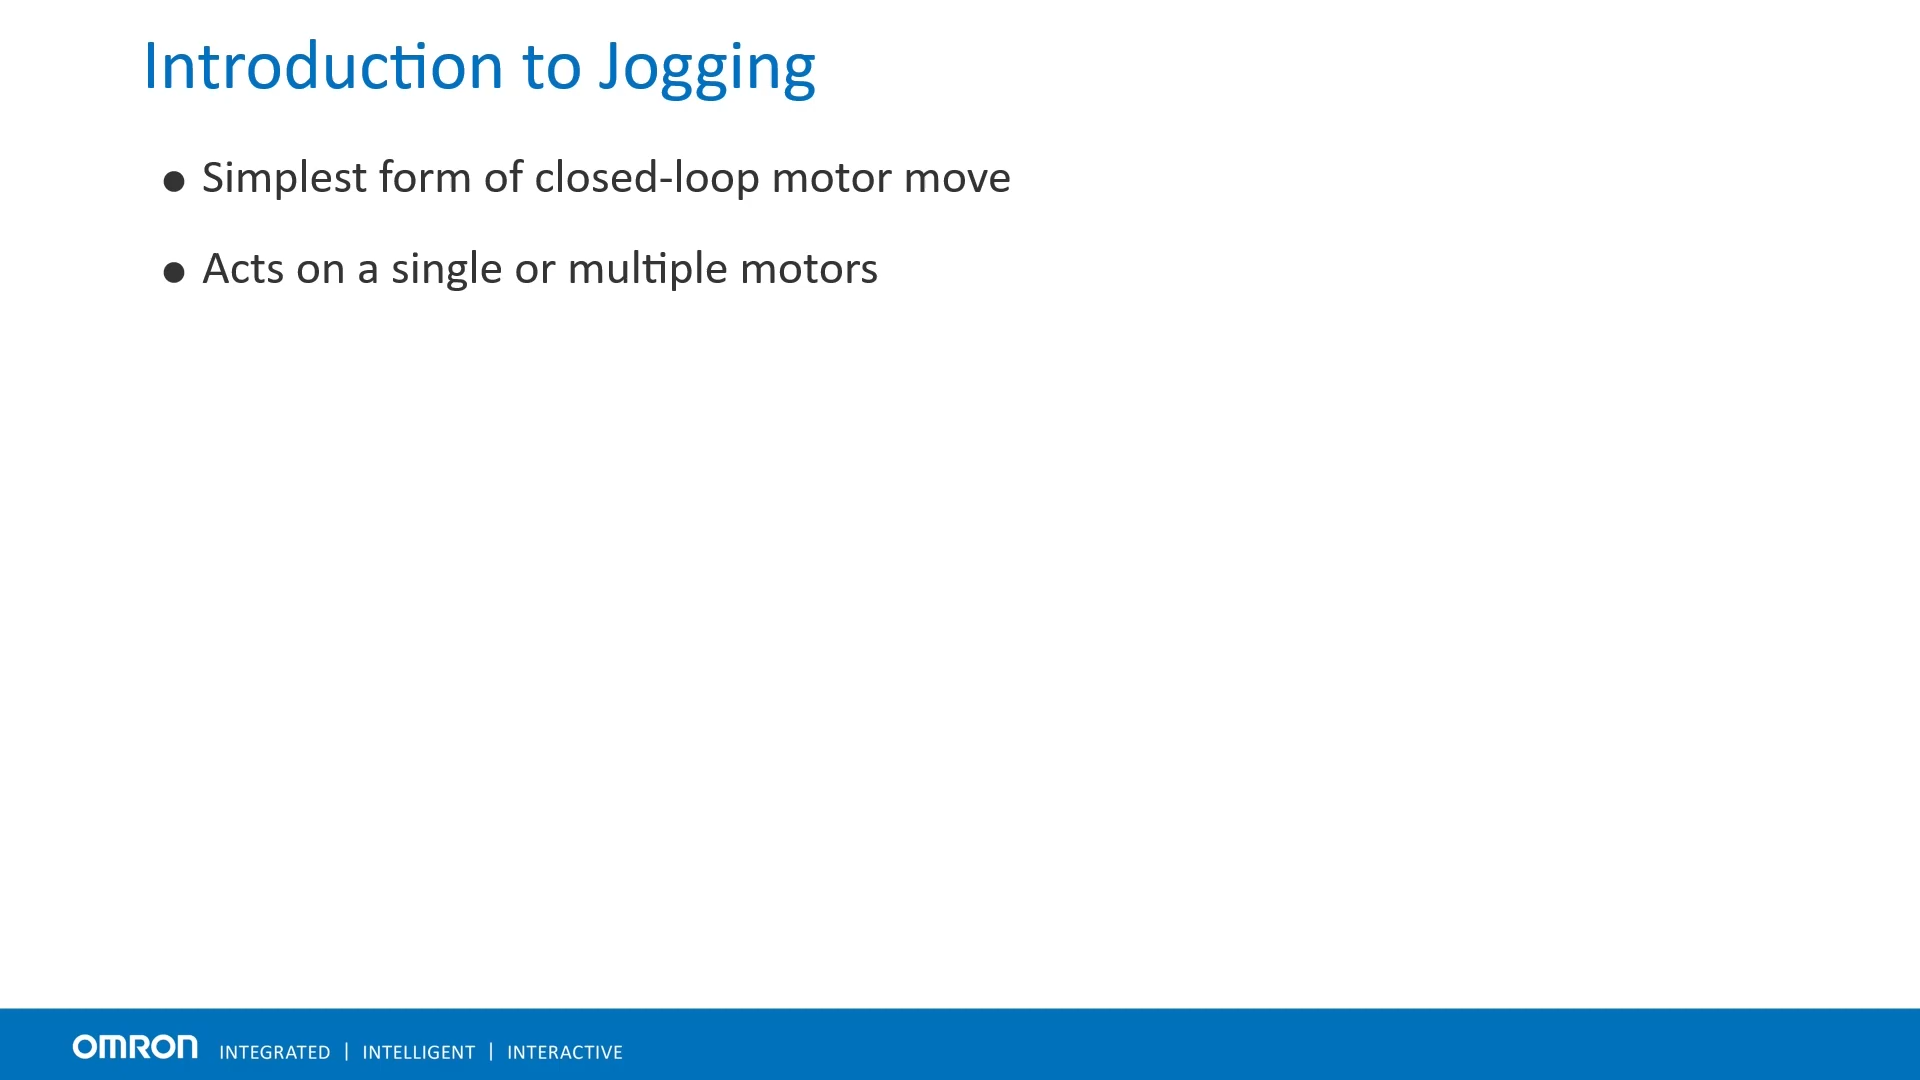 Introduction to Jogging
● Simplest form of closed-loop motor move
● Acts on a single or multiple motors
OMRON INTEGRATED | INTELLIGENT | INTERACTIVE